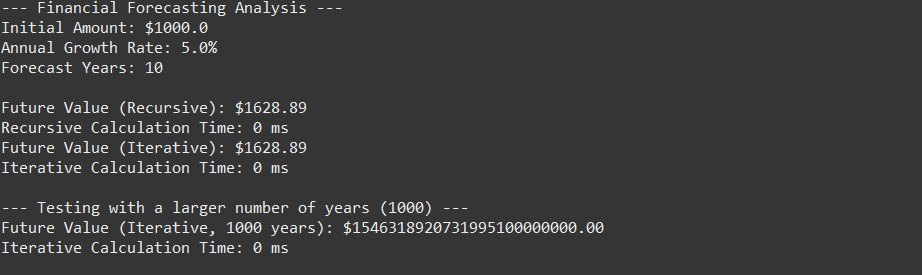 --- Financial Forecasting Analysis ---
Initial Amount: $1000.0
Annual Growth Rate: 5.0%
Forecast Years: 10
Future Value (Recursive): $1628.89
Recursive Calculation Time: 0 ms
Future Value (Iterative): $1628.89
Iterative Calculation Time: 0 ms
--- Testing with a larger number of years (1000) ---
Future Value (Iterative, 1000 years): $1546318920731995100000000.00
Iterative Calculation Time: 0 ms